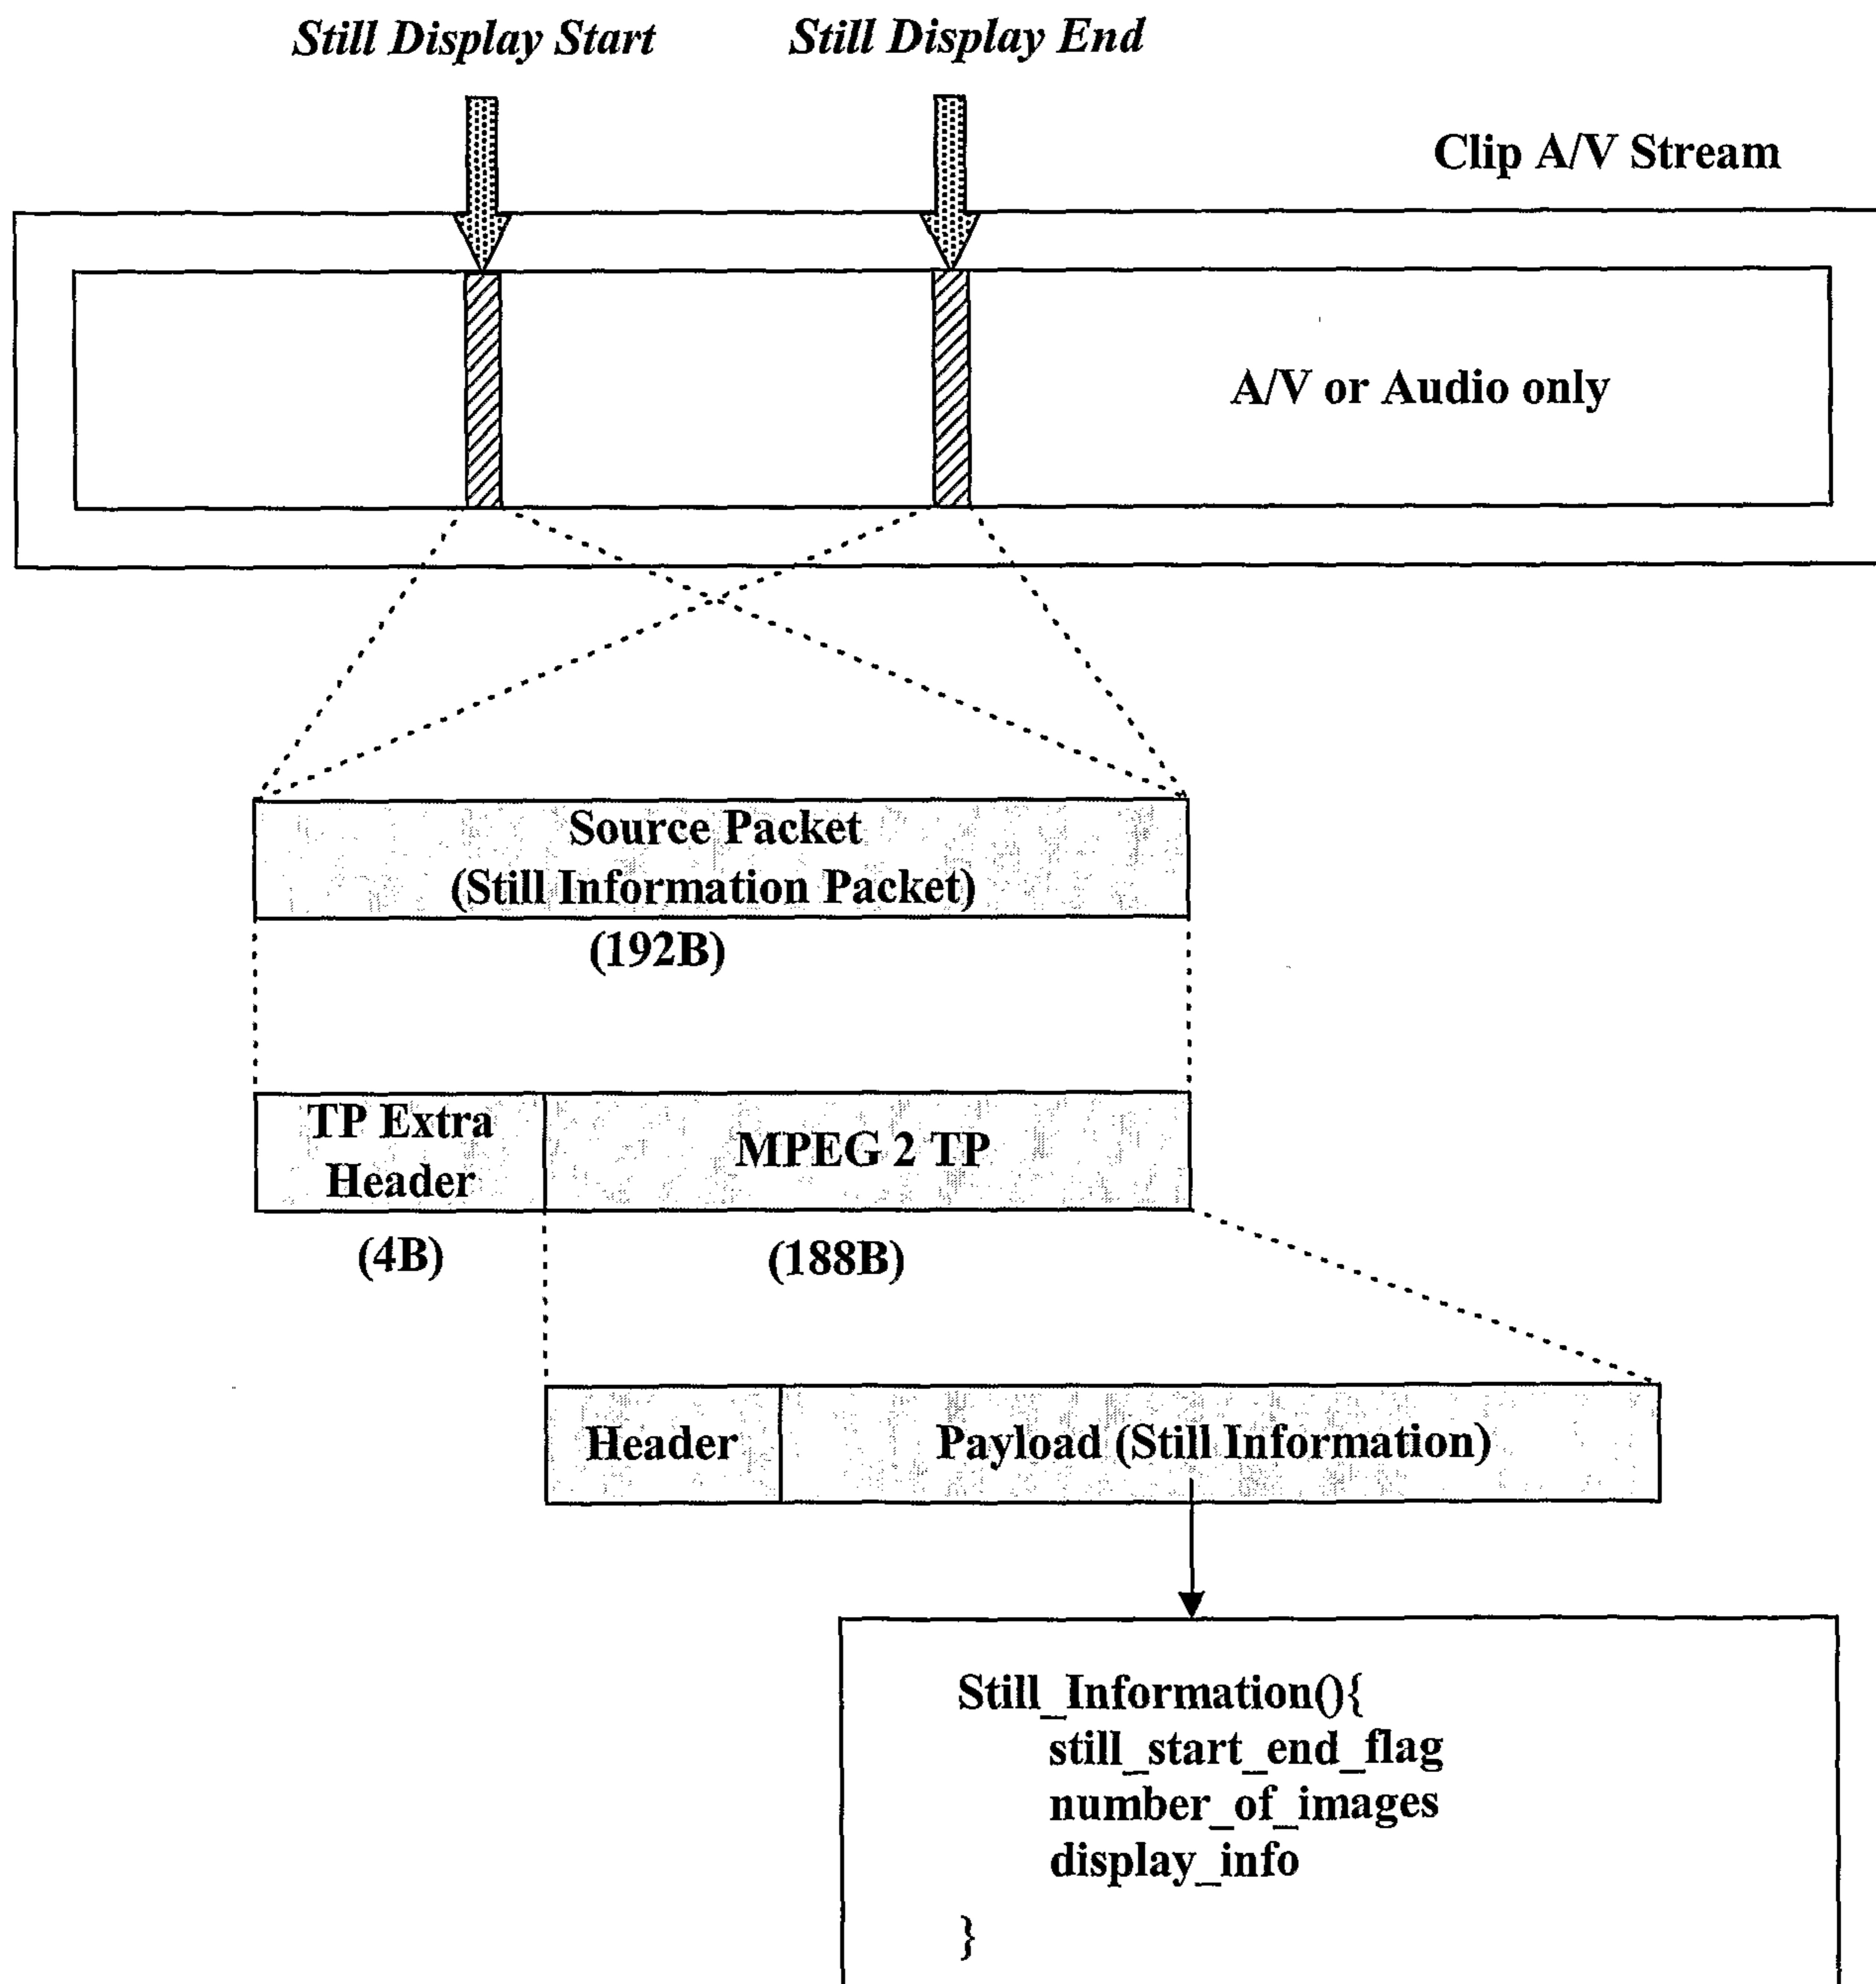 Still Display Start
Still Display End
Clip A/V Stream
A/V or Audio only
Source Packet
(Still Information Packet)
(192B)
TP Extra
Header
MPEG 2 TP
(4B)
(188B)
Header
Payload (Still Information)
Still_Information(){
still_start_end_flag
number_of_images
display_info
}